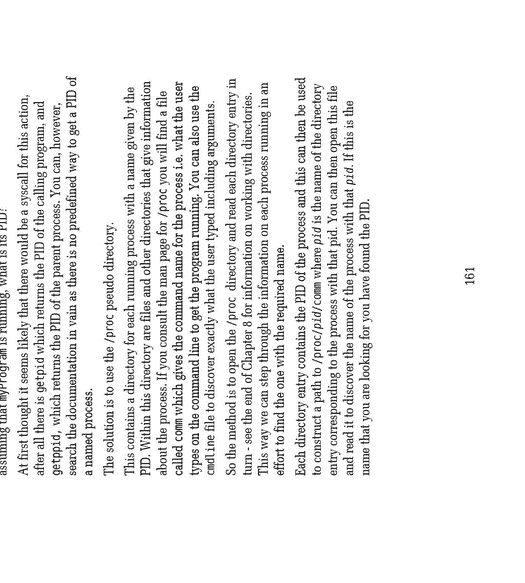 assuming that myProgram is running, what is its PID?
At first thought it seems likely that there would be a syscall for this action,
after all there is getpid which returns the PID of the calling program, and
getppid, which returns the PID of the parent process. You can, however,
search the documentation in vain as there is no predefined way to get a PID of
a named process.
The solution is to use the /proc pseudo directory.
This contains a directory for each running process with a name given by the
PID. Within this directory are files and other directories that give information
about the process. If you consult the man page for /proc you will find a file
called comm which gives the command name for the process i.e. what the user
types on the command line to get the program running. You can also use the
cmdline file to discover exactly what the user typed including arguments.
So the method is to open the /proc directory and read each directory entry in
turn - see the end of Chapter 8 for information on working with directories.
This way we can step through the information on each process running in an
effort to find the one with the required name.
Each directory entry contains the PID of the process and this can then be used
to construct a path to /proc/pid/comm where pid is the name of the directory
entry corresponding to the process with that pid. You can then open this file
and read it to discover the name of the process with that pid. If this is the
name that you are looking for you have found the PID.
161